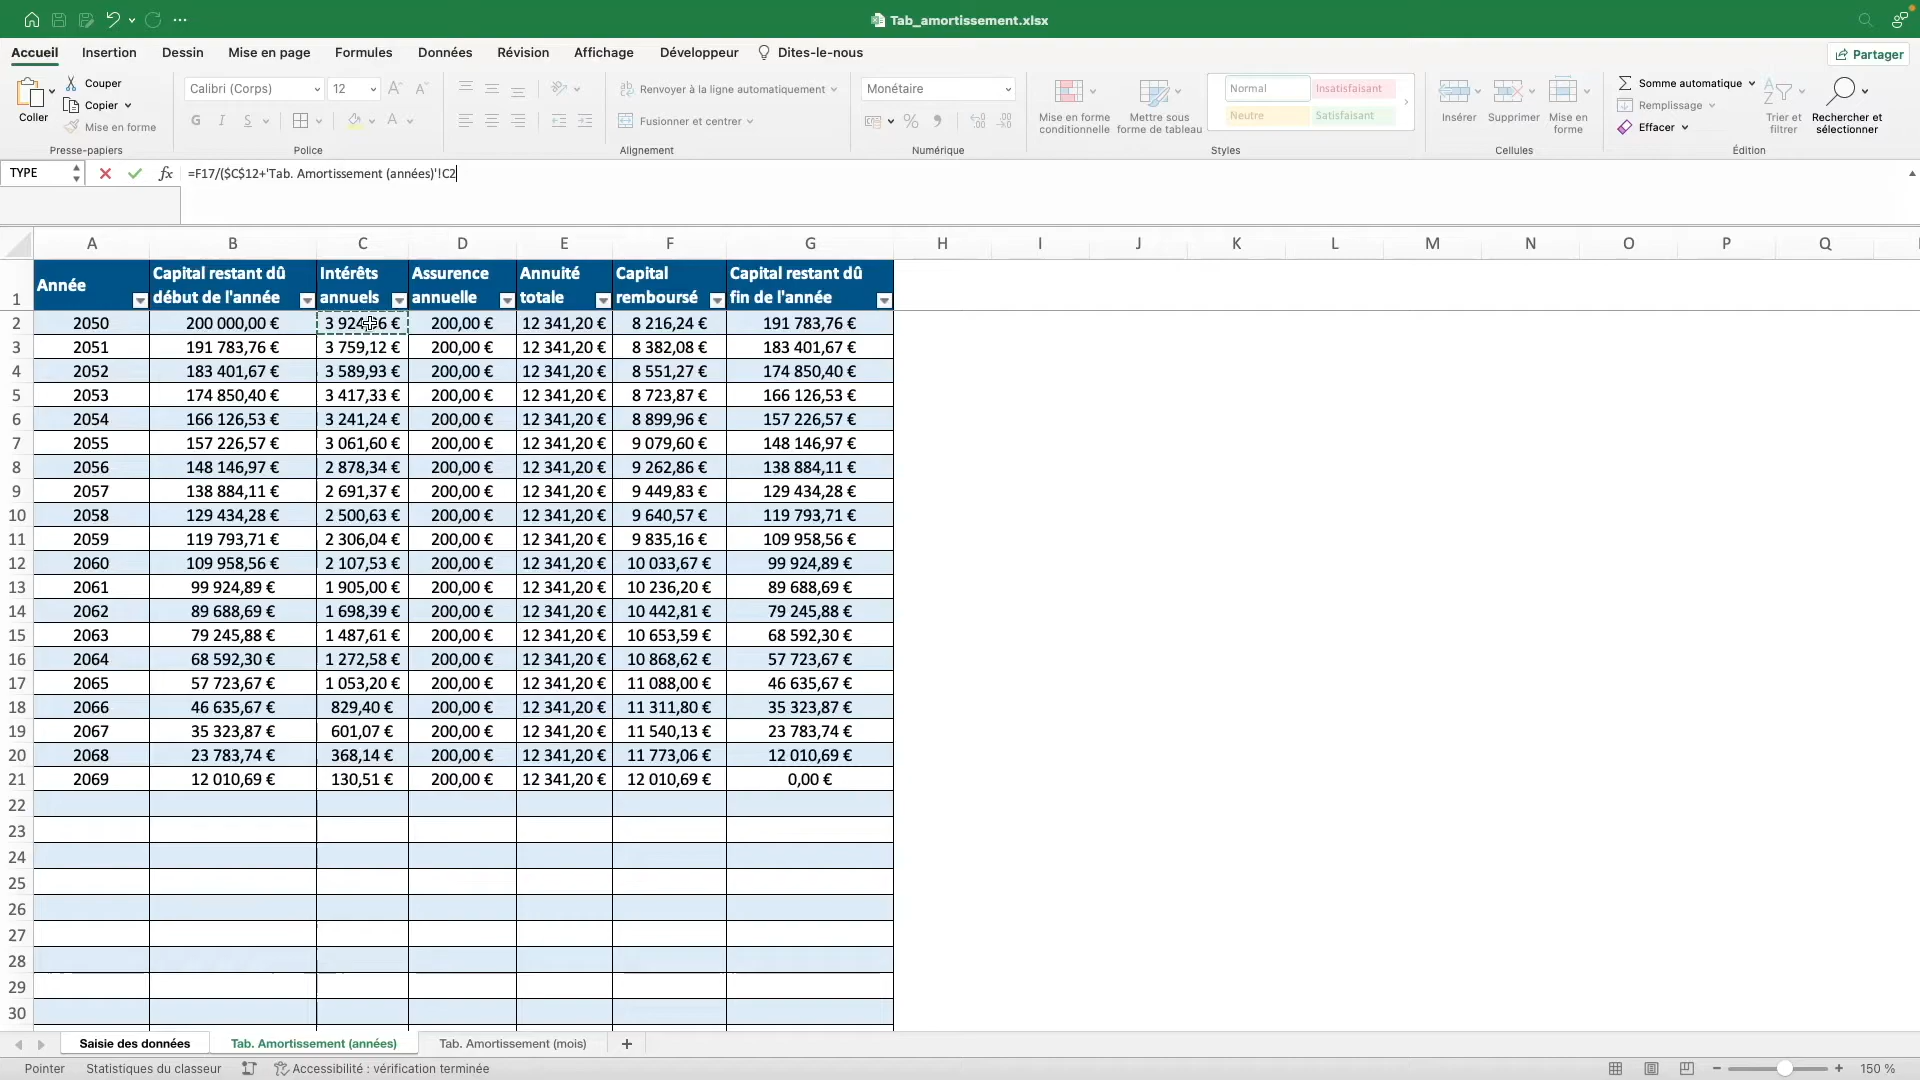 Tab_amortissement.xlsx
Accueil Insertion Dessin Mise en page Formules Données Révision Affichage Développeur Dites-le-nous Partager
Coller Couper Copier Mise en forme
Presse-papiers
Calibri (Corps) 12
G I S
Police
Renvoyer à la ligne automatiquement
Fusionner et centrer
Alignement
Monétaire
Numérique
Mise en forme conditionnelle
Mettre sous forme de tableau
Normal Insatisfaisant
Neutre Satisfaisant
Styles
Insérer Supprimer Mise en forme
Cellules
Somme automatique
Remplissage
Effacer
Trier et filtrer
Rechercher et sélectionner
Édition
TYPE fx =F17/($C$12+'Tab. Amortissement (années)'!C2
A B C D E F G H I J K L M N O P Q
1 Année Capital restant dû début de l'année Intérêts annuels Assurence annuelle Annuité totale Capital remboursé Capital restant dû fin de l'année
2 2050 200 000,00 € 3 924, 6 € 200,00 € 12 341,20 € 8 216,24 € 191 783,76 €
3 2051 191 783,76 € 3 759,12 € 200,00 € 12 341,20 € 8 382,08 € 183 401,67 €
4 2052 183 401,67 € 3 589,93 € 200,00 € 12 341,20 € 8 551,27 € 174 850,40 €
5 2053 174 850,40 € 3 417,33 € 200,00 € 12 341,20 € 8 723,87 € 166 126,53 €
6 2054 166 126,53 € 3 241,24 € 200,00 € 12 341,20 € 8 899,96 € 157 226,57 €
7 2055 157 226,57 € 3 061,60 € 200,00 € 12 341,20 € 9 079,60 € 148 146,97 €
8 2056 148 146,97 € 2 878,34 € 200,00 € 12 341,20 € 9 262,86 € 138 884,11 €
9 2057 138 884,11 € 2 691,37 € 200,00 € 12 341,20 € 9 449,83 € 129 434,28 €
10 2058 129 434,28 € 2 500,63 € 200,00 € 12 341,20 € 9 640,57 € 119 793,71 €
11 2059 119 793,71 € 2 306,04 € 200,00 € 12 341,20 € 9 835,16 € 109 958,56 €
12 2060 109 958,56 € 2 107,53 € 200,00 € 12 341,20 € 10 033,67 € 99 924,89 €
13 2061 99 924,89 € 1 905,00 € 200,00 € 12 341,20 € 10 236,20 € 89 688,69 €
14 2062 89 688,69 € 1 698,39 € 200,00 € 12 341,20 € 10 442,81 € 79 245,88 €
15 2063 79 245,88 € 1 487,61 € 200,00 € 12 341,20 € 10 653,59 € 68 592,30 €
16 2064 68 592,30 € 1 272,58 € 200,00 € 12 341,20 € 10 868,62 € 57 723,67 €
17 2065 57 723,67 € 1 053,20 € 200,00 € 12 341,20 € 11 088,00 € 46 635,67 €
18 2066 46 635,67 € 829,40 € 200,00 € 12 341,20 € 11 311,80 € 35 323,87 €
19 2067 35 323,87 € 601,07 € 200,00 € 12 341,20 € 11 540,13 € 23 783,74 €
20 2068 23 783,74 € 368,14 € 200,00 € 12 341,20 € 11 773,06 € 12 010,69 €
21 2069 12 010,69 € 130,51 € 200,00 € 12 341,20 € 12 010,69 € 0,00 €
22
23
24
25
26
27
28
29
30
Saisie des données Tab. Amortissement (années) Tab. Amortissement (mois)
Pointer Statistiques du classeur Accessibilité : vérification terminée 150 %